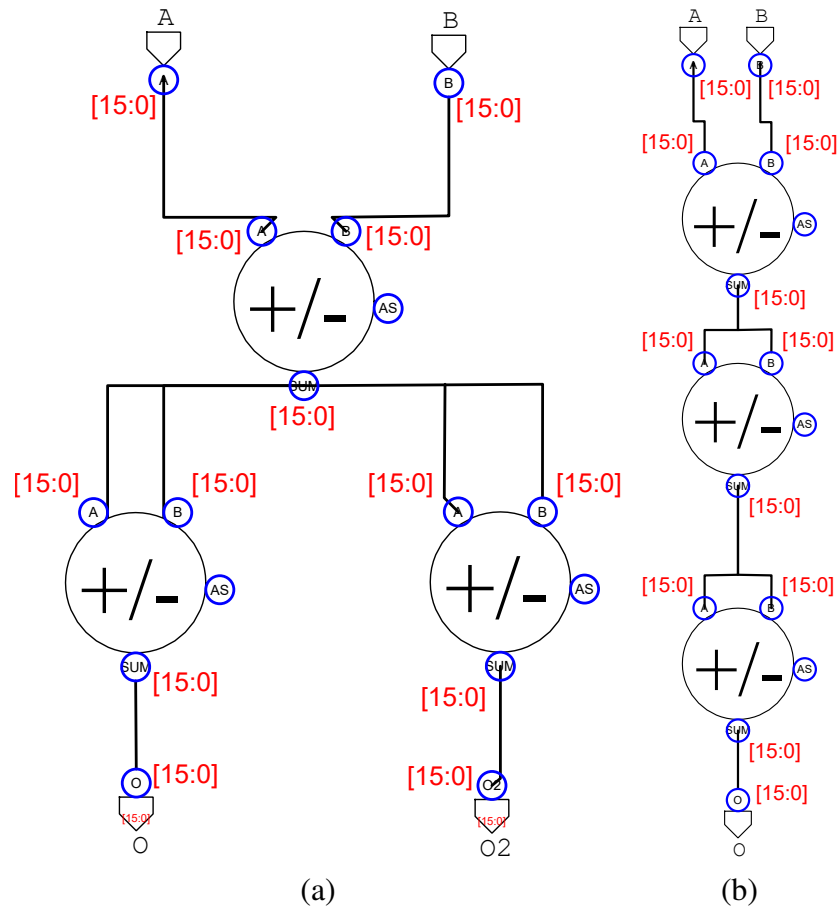 A
B
A
B
[15:0]
[15:0]
[15:0]
A
B
[15:0]
+/-
AS
SUM
[15:0]
[15:0]
[15:0]
[15:0]
[15:0]
A
B
A
B
+/-
AS
+/-
AS
SUM
[15:0]
SUM
[15:0]
O
[15:0]
[15:0]
O2
[15:0]
[15:0]
O
O2
(a)
A
B
A
B
[15:0]
[15:0]
[15:0]
[15:0]
A
B
+/-
AS
SUM
[15:0]
[15:0]
[15:0]
A
B
+/-
AS
SUM
[15:0]
[15:0]
[15:0]
A
B
+/-
AS
SUM
[15:0]
O
[15:0]
O
(b)